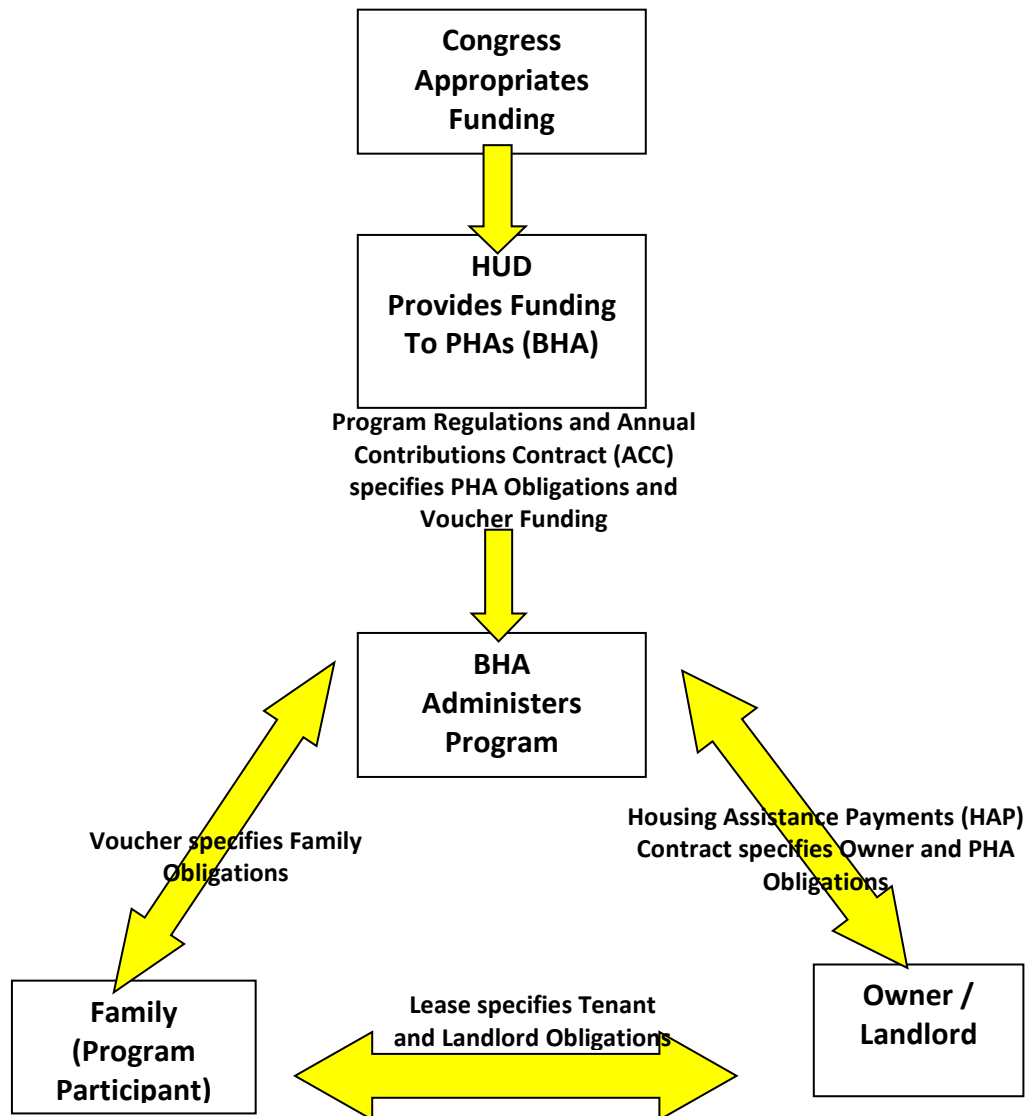 Congress
Appropriates
Funding
HUD
Provides Funding
To PHAs (BHA)
Program Regulations and Annual
Contributions Contract (ACC)
specifies PHA Obligations and
Voucher Funding
BHA
Administers
Program
Voucher specifies Family
Obligations
Housing Assistance Payments (HAP)
Contract specifies Owner and PHA
Obligations
Family
(Program
Participant)
Lease specifies Tenant
and Landlord Obligations
Owner /
Landlord